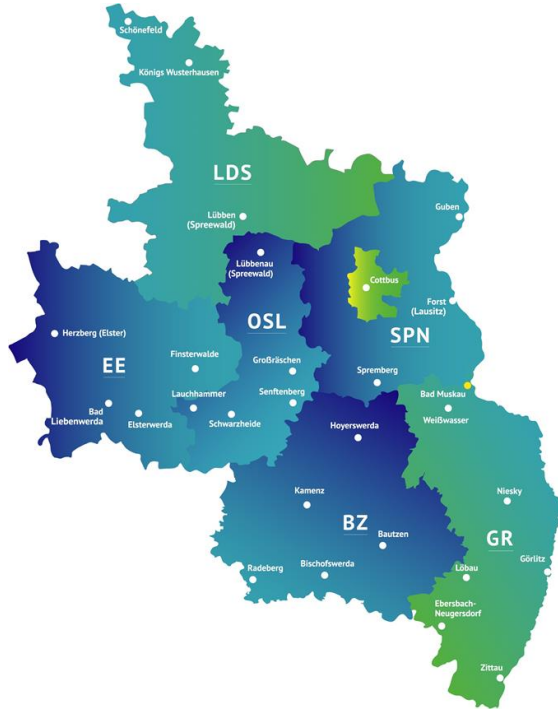 Schönefeld
Königs Wusterhausen
LDS
Lübben
(Spreewald)
Guben
Lübbenau
(Spreewald)
Cottbus
Forst
(Lausitz)
OSL
SPN
Herzberg (Elster)
EE
Finsterwalde
Großräschen
Spremberg
Bad Muskau
Lauchhammer
Senftenberg
Bad
Liebenwerda
Elsterwerda
Schwarzheide
Weißwasser
Hoyerswerda
Kamenz
Niesky
BZ
Bautzen
GR
Görlitz
Radeberg
Bischofswerda
Löbau
Ebersbach-
Neugersdorf
Zittau